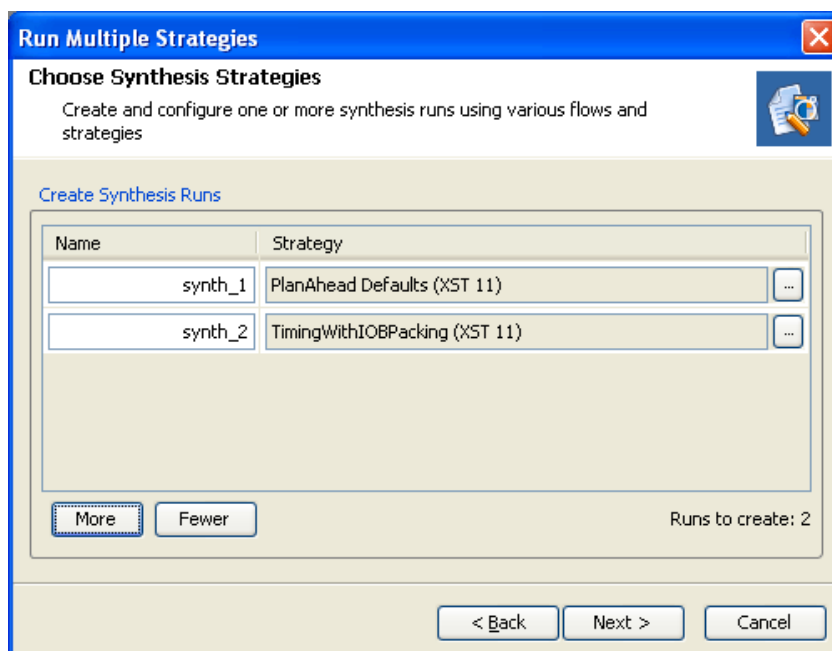 Run Multiple Strategies
Choose Synthesis Strategies
Create and configure one or more synthesis runs using various flows and
strategies
Create Synthesis Runs
Name Strategy
synth_1 PlanAhead Defaults (XST 11) ...
synth_2 TimingWithIOBPacking (XST 11) ...
More Fewer Runs to create: 2
< Back Next > Cancel